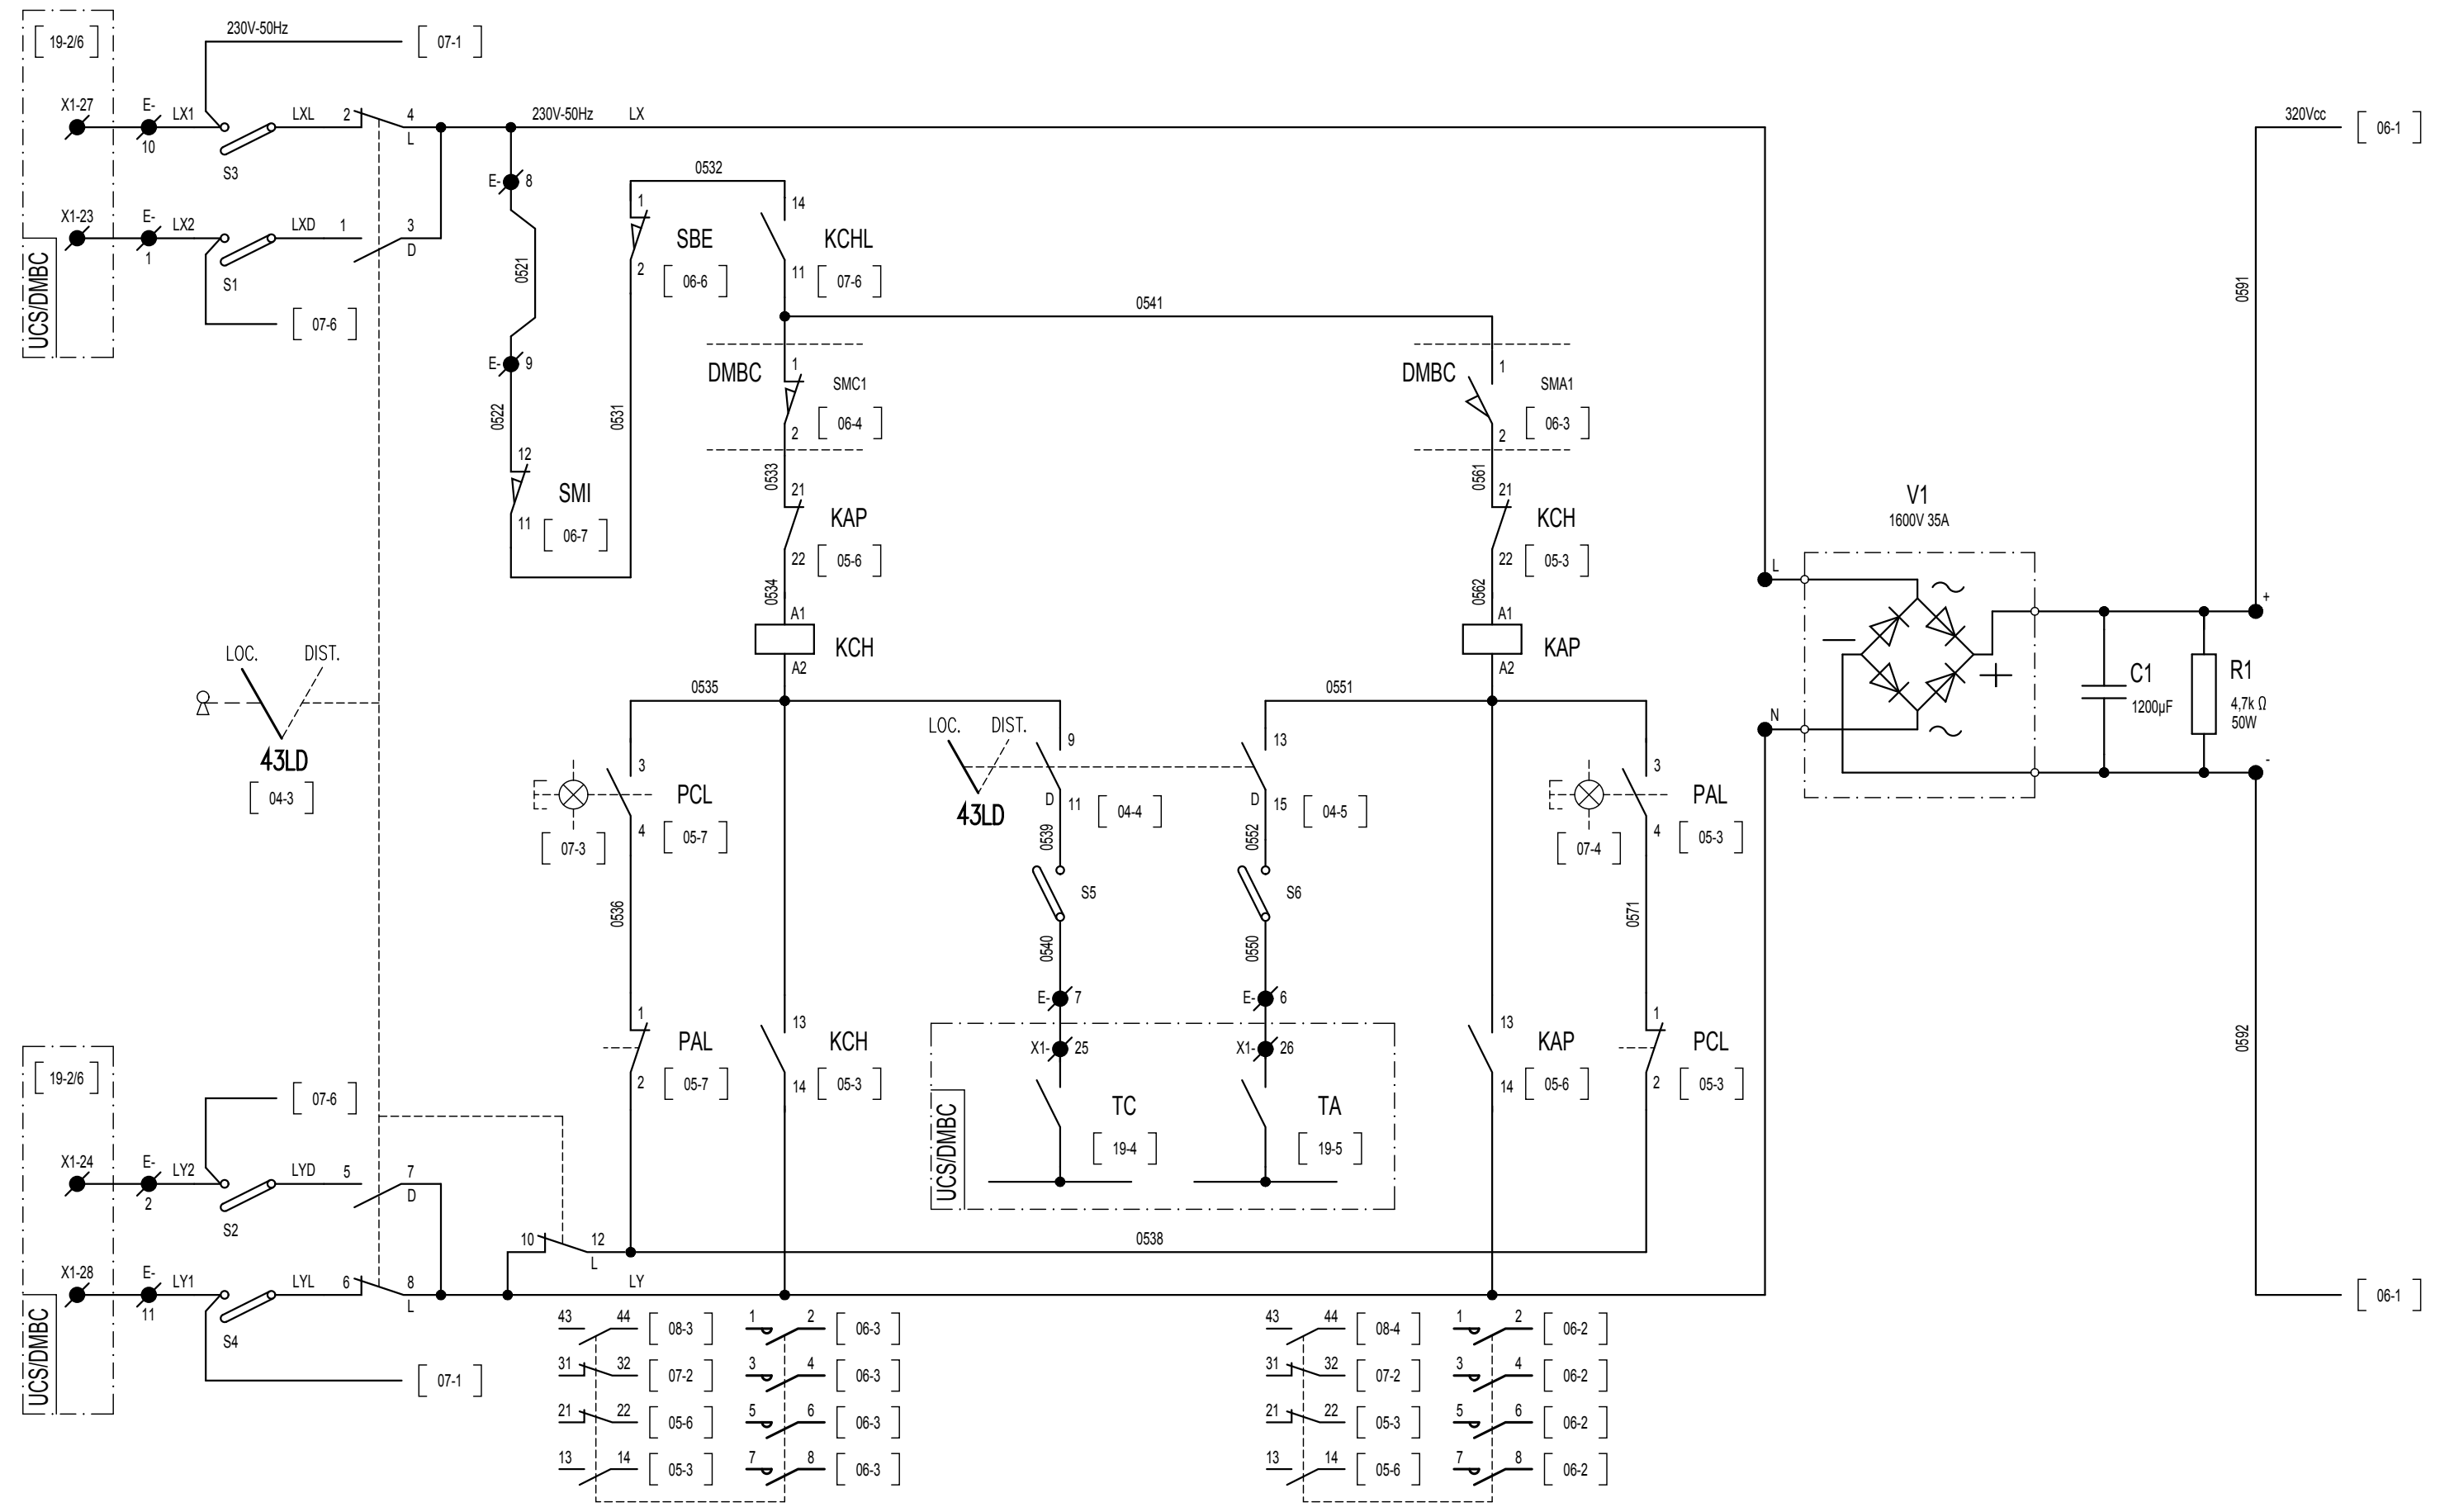 [ 19-2/6 ]
230V-50Hz
[ 07-1 ]
X1-27
E-
10
LX1
S3
LXL
2
4
L
230V-50Hz
LX
320Vcc
[ 06-1 ]
X1-23
E-
1
LX2
S1
LXD
1
3
D
[ 07-6 ]
UCS/DMBC
E-
8
0521
E-
9
0522
12
11
SMI
[ 06-7 ]
0531
0532
1
2
SBE
[ 06-6 ]
14
11
KCHL
[ 07-6 ]
0541
0591
DMBC
1
2
SMC1
[ 06-4 ]
DMBC
1
2
SMA1
[ 06-3 ]
0533
21
22
KAP
[ 05-6 ]
0534
A1
A2
KCH
0561
21
22
KCH
[ 05-3 ]
0562
A1
A2
KAP
V1
1600V 35A
L
N
+
-
C1
1200µF
R1
4,7k Ω
50W
LOC.
DIST.
43LD
[ 04-3 ]
0535
0551
3
4
PCL
[ 05-7 ]
[ 07-3 ]
LOC.
DIST.
43LD
9
D
11
[ 04-4 ]
13
D
15
[ 04-5 ]
3
4
PAL
[ 05-3 ]
[ 07-4 ]
0539
S5
0540
0552
S6
0550
0536
0571
E-
7
E-
6
X1-
25
X1-
26
1
2
PAL
[ 05-7 ]
13
14
KCH
[ 05-3 ]
TC
[ 19-4 ]
TA
[ 19-5 ]
UCS/DMBC
13
14
KAP
[ 05-6 ]
1
2
PCL
[ 05-3 ]
0592
[ 19-2/6 ]
[ 07-6 ]
X1-24
E-
2
LY2
S2
LYD
5
7
D
10
12
L
0538
X1-28
E-
11
LY1
S4
LYL
6
8
L
LY
UCS/DMBC
[ 07-1 ]
[ 06-1 ]
43 44 [ 08-3 ] 1 2 [ 06-3 ]
31 32 [ 07-2 ] 3 4 [ 06-3 ]
21 22 [ 05-6 ] 5 6 [ 06-3 ]
13 14 [ 05-3 ] 7 8 [ 06-3 ]
43 44 [ 08-4 ] 1 2 [ 06-2 ]
31 32 [ 07-2 ] 3 4 [ 06-2 ]
21 22 [ 05-3 ] 5 6 [ 06-2 ]
13 14 [ 05-6 ] 7 8 [ 06-2 ]